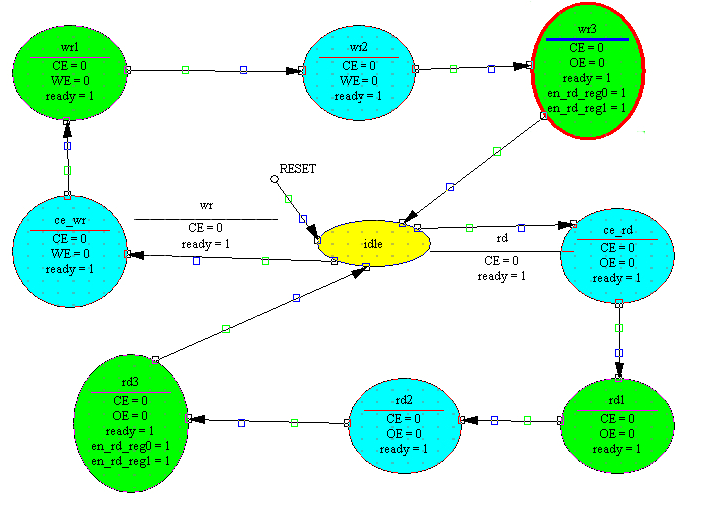 wr1
CE = 0
WE = 0
ready = 1
wr2
CE = 0
WE = 0
ready = 1
wr3
CE = 0
OE = 0
ready = 1
en_rd_reg0 = 1
en_rd_reg1 = 1
RESET
wr
CE = 0
ready = 1
ce_wr
CE = 0
WE = 0
ready = 1
idle
rd
CE = 0
ready = 1
ce_rd
CE = 0
OE = 0
ready = 1
rd3
CE = 0
OE = 0
ready = 1
en_rd_reg0 = 1
en_rd_reg1 = 1
rd2
CE = 0
OE = 0
ready = 1
rd1
CE = 0
OE = 0
ready = 1